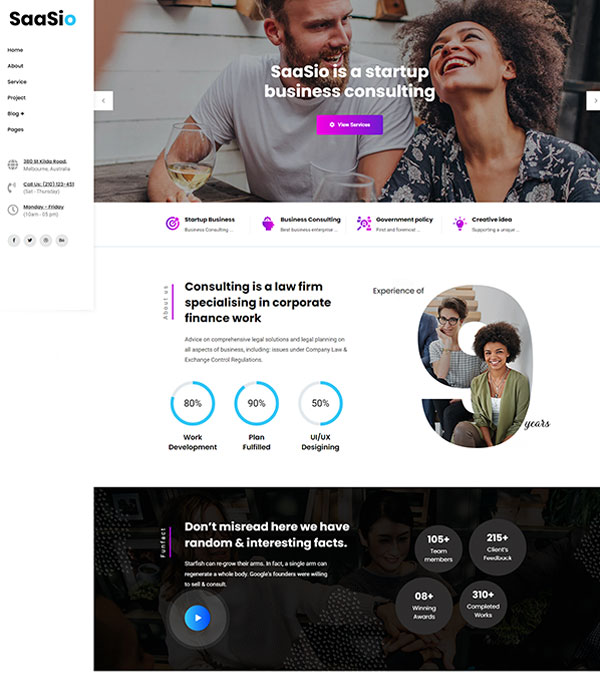 SaaSio
Home
About
Service
Project
Blog +
Pages
380 St Kilda Road,
Melbourne, Australia
Call Us: (210) 123-451
(Sat - Thursday)
Monday - Friday
(10am - 05 pm)
SaaSio is a startup
business consulting
View Services
Startup Business
Business Consulting ...
Business Consulting
Best business enterprise ...
Government policy
First and foremost ...
Creative idea
Supporting a unique ...
About us
Consulting is a law firm
specialising in corporate
finance work
Advice on comprehensive legal solutions and legal planning on
all aspects of business, including: issues under Company Law &
Exchange Control Regulations.
80%
Work
Development
90%
Plan
Fulfilled
50%
UI/UX
Desigining
Experience of
9
years
Funfact
Don't misread here we have
random & interesting facts.
Starfish can re-grow their arms. In fact, a single arm can
regenerate a whole body. Google's founders were willing
to sell & consult.
105+
Team
members
215+
Client's
Feedback
08+
Winning
Awards
310+
Completed
Works